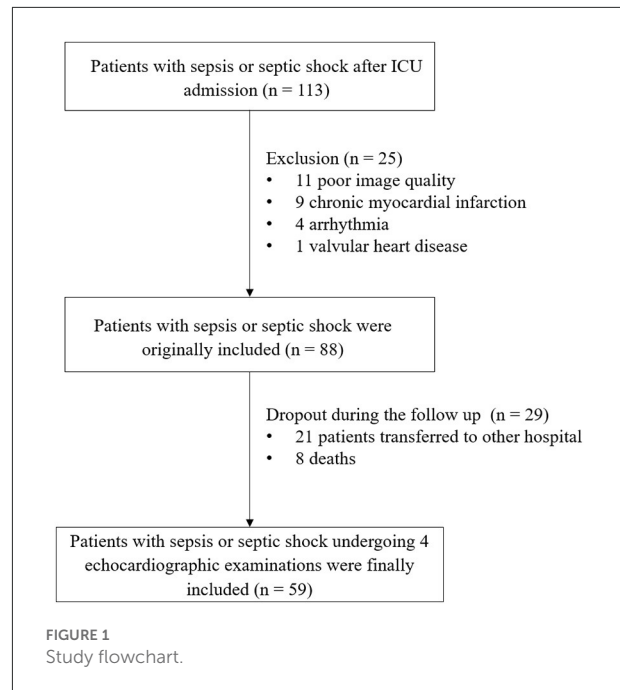 Patients with sepsis or septic shock after ICU
admission (n = 113)
Exclusion (n = 25)
• 11 poor image quality
• 9 chronic myocardial infarction
• 4 arrhythmia
• 1 valvular heart disease
Patients with sepsis or septic shock were
originally included (n = 88)
Dropout during the follow up (n = 29)
• 21 patients transferred to other hospital
• 8 deaths
Patients with sepsis or septic shock undergoing 4
echocardiographic examinations were finally
included (n = 59)
FIGURE 1
Study flowchart.